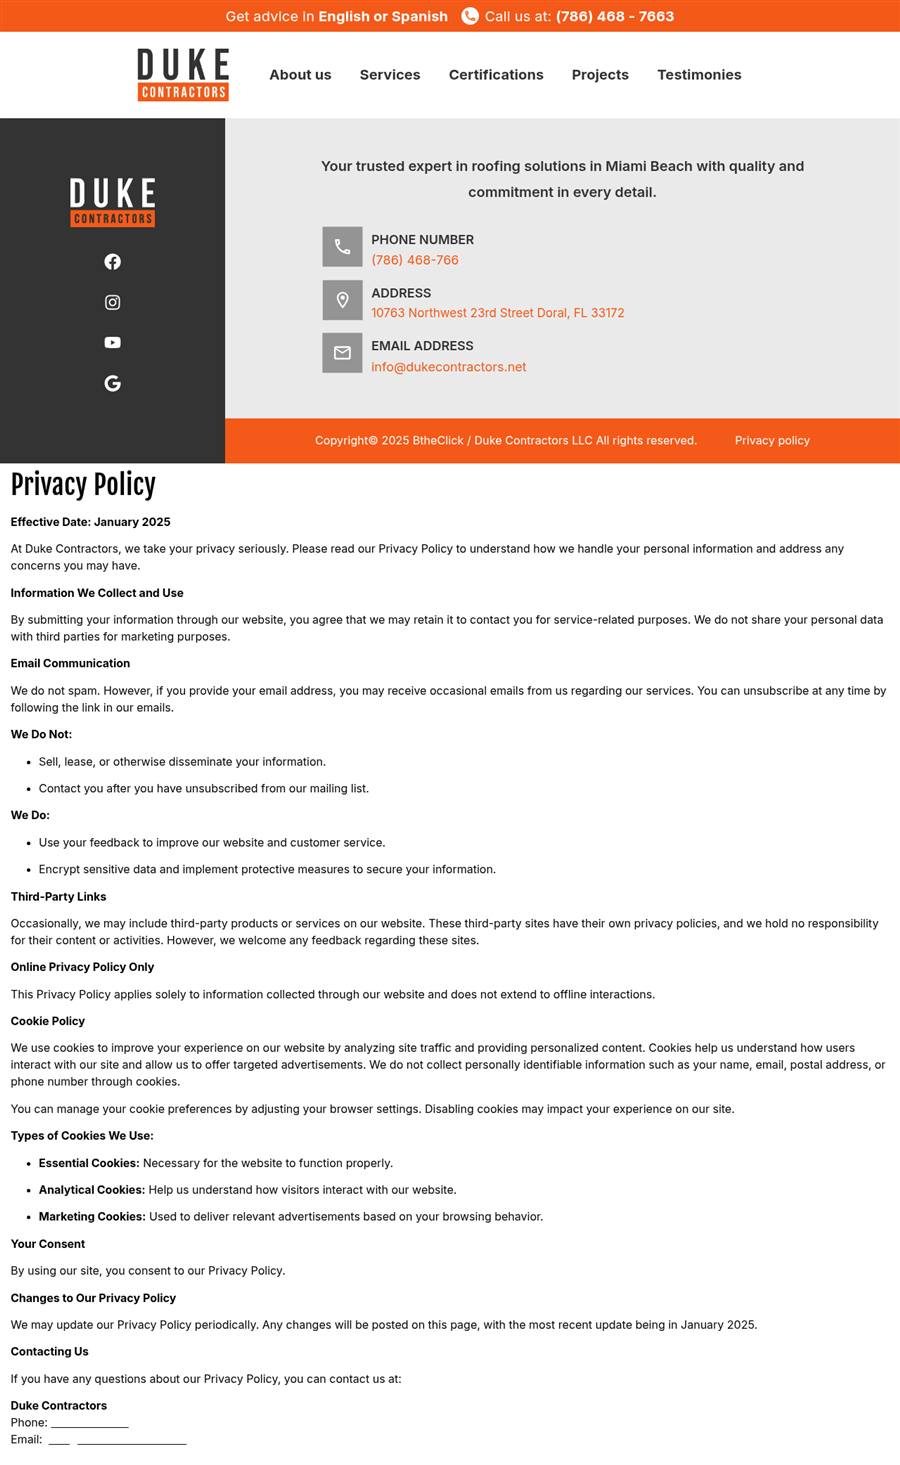 Get advice in English or Spanish Call us at: (786) 468 - 7663
DUKE
CONTRACTORS
About us Services Certifications Projects Testimonies
DUKE
CONTRACTORS
Your trusted expert in roofing solutions in Miami Beach with quality and
commitment in every detail.
PHONE NUMBER
(786) 468-766
ADDRESS
10763 Northwest 23rd Street Doral, FL 33172
EMAIL ADDRESS
info@dukecontractors.net
Copyright© 2025 BtheClick / Duke Contractors LLC All rights reserved. Privacy policy
Privacy Policy
Effective Date: January 2025
At Duke Contractors, we take your privacy seriously. Please read our Privacy Policy to understand how we handle your personal information and address any
concerns you may have.
Information We Collect and Use
By submitting your information through our website, you agree that we may retain it to contact you for service-related purposes. We do not share your personal data
with third parties for marketing purposes.
Email Communication
We do not spam. However, if you provide your email address, you may receive occasional emails from us regarding our services. You can unsubscribe at any time by
following the link in our emails.
We Do Not:
• Sell, lease, or otherwise disseminate your information.
• Contact you after you have unsubscribed from our mailing list.
We Do:
• Use your feedback to improve our website and customer service.
• Encrypt sensitive data and implement protective measures to secure your information.
Third-Party Links
Occasionally, we may include third-party products or services on our website. These third-party sites have their own privacy policies, and we hold no responsibility
for their content or activities. However, we welcome any feedback regarding these sites.
Online Privacy Policy Only
This Privacy Policy applies solely to information collected through our website and does not extend to offline interactions.
Cookie Policy
We use cookies to improve your experience on our website by analyzing site traffic and providing personalized content. Cookies help us understand how users
interact with our site and allow us to offer targeted advertisements. We do not collect personally identifiable information such as your name, email, postal address, or
phone number through cookies.
You can manage your cookie preferences by adjusting your browser settings. Disabling cookies may impact your experience on our site.
Types of Cookies We Use:
• Essential Cookies: Necessary for the website to function properly.
• Analytical Cookies: Help us understand how visitors interact with our website.
• Marketing Cookies: Used to deliver relevant advertisements based on your browsing behavior.
Your Consent
By using our site, you consent to our Privacy Policy.
Changes to Our Privacy Policy
We may update our Privacy Policy periodically. Any changes will be posted on this page, with the most recent update being in January 2025.
Contacting Us
If you have any questions about our Privacy Policy, you can contact us at:
Duke Contractors
Phone:
Email: